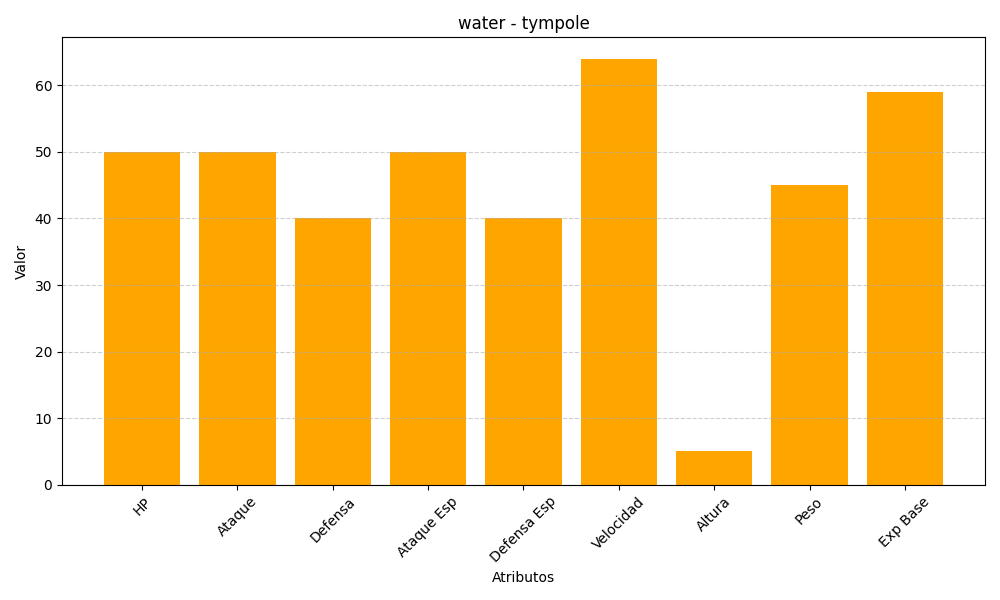 water - tympole
Valor
60
50
40
30
20
10
0
HP
Ataque
Defensa
Ataque Esp
Defensa Esp
Velocidad
Altura
Peso
Exp Base
Atributos